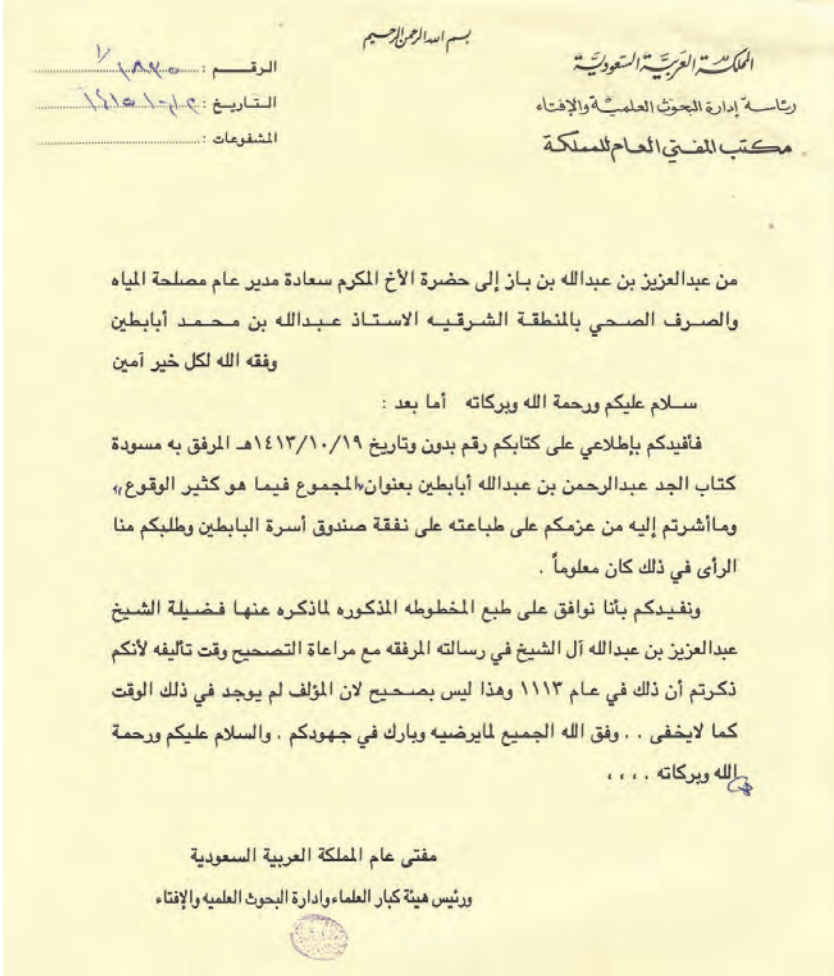 بسم الله الرحمن الرحيم
المملكة العربية السعودية
رئاسة إدارة البحوث العلمية والإفتاء
مكتب المفتي العام للمملكة
الرقم :
التاريخ :
المشفوعات :
من عبدالعزيز بن عبدالله بن باز إلى حضرة الأخ المكرم سعادة مدير عام مصلحة المياه
والصرف الصحي بالمنطقة الشرقيه الاستاذ عبدالله بن محمد أبابطين
وفقه الله لكل خير آمين
سلام عليكم ورحمة الله وبركاته أما بعد :
فأفيدكم بإطلاعي على كتابكم رقم بدون وتاريخ ١٤١٣/١٠/١٩هـ المرفق به مسودة
كتاب الجد عبدالرحمن بن عبدالله أبابطين بعنوان «المجموع فيما هو كثير الوقوع»
وماأشرتم إليه من عزمكم على طباعته على نفقة صندوق أسرة البابطين وطلبكم منا
الرأى في ذلك كان معلوماً .
ونفيدكم بأنا نوافق على طبع المخطوطه المذكوره لماذكره عنها فضيلة الشيخ
عبدالعزيز بن عبدالله آل الشيخ في رسالته المرفقه مع مراعاة التصحيح وقت تأليفه لأنكم
ذكرتم أن ذلك في عام ١١١٣ وهذا ليس بصحيح لان المؤلف لم يوجد في ذلك الوقت
كما لايخفى . . وفق الله الجميع لمايرضيه وبارك في جهودكم . والسلام عليكم ورحمة
الله وبركاته . . . ،
مفتى عام المملكة العربية السعودية
ورئيس هيئة كبار العلماء وادارة البحوث العلميه والإفتاء